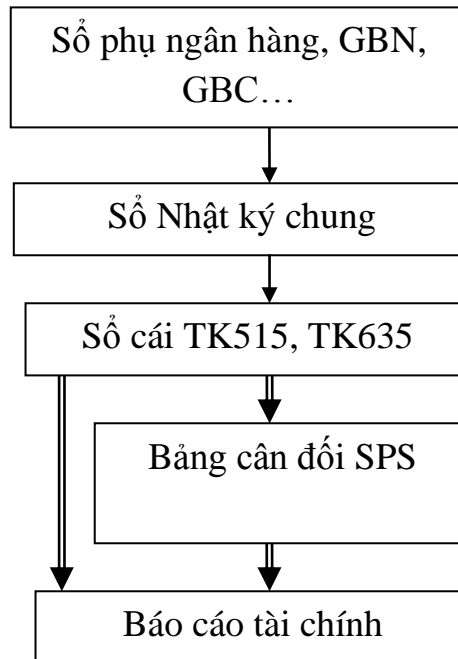 Sổ phụ ngân hàng, GBN,
GBC…
Sổ Nhật ký chung
Sổ cái TK515, TK635
Bảng cân đối SPS
Báo cáo tài chính